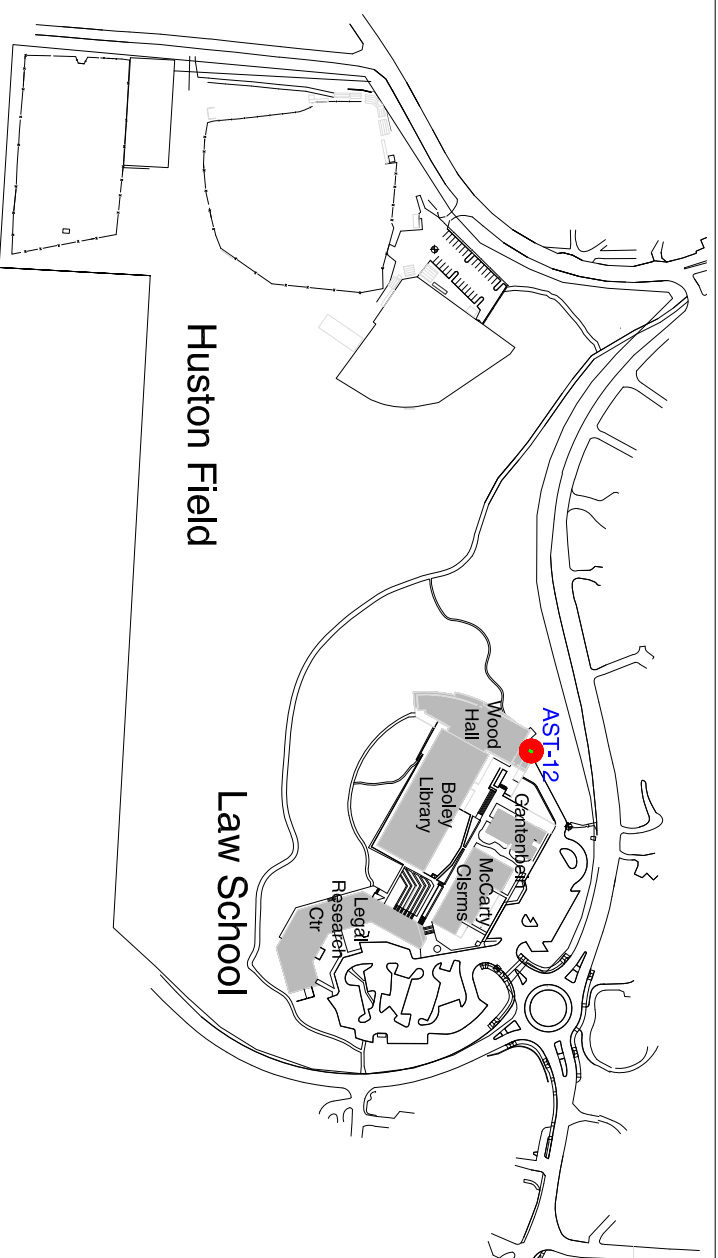 Huston Field
AST-12
Wood
Hall
Boley
Library
Gantenbein
McCarty
Clsrms
Legal
Research
Ctr
Law School